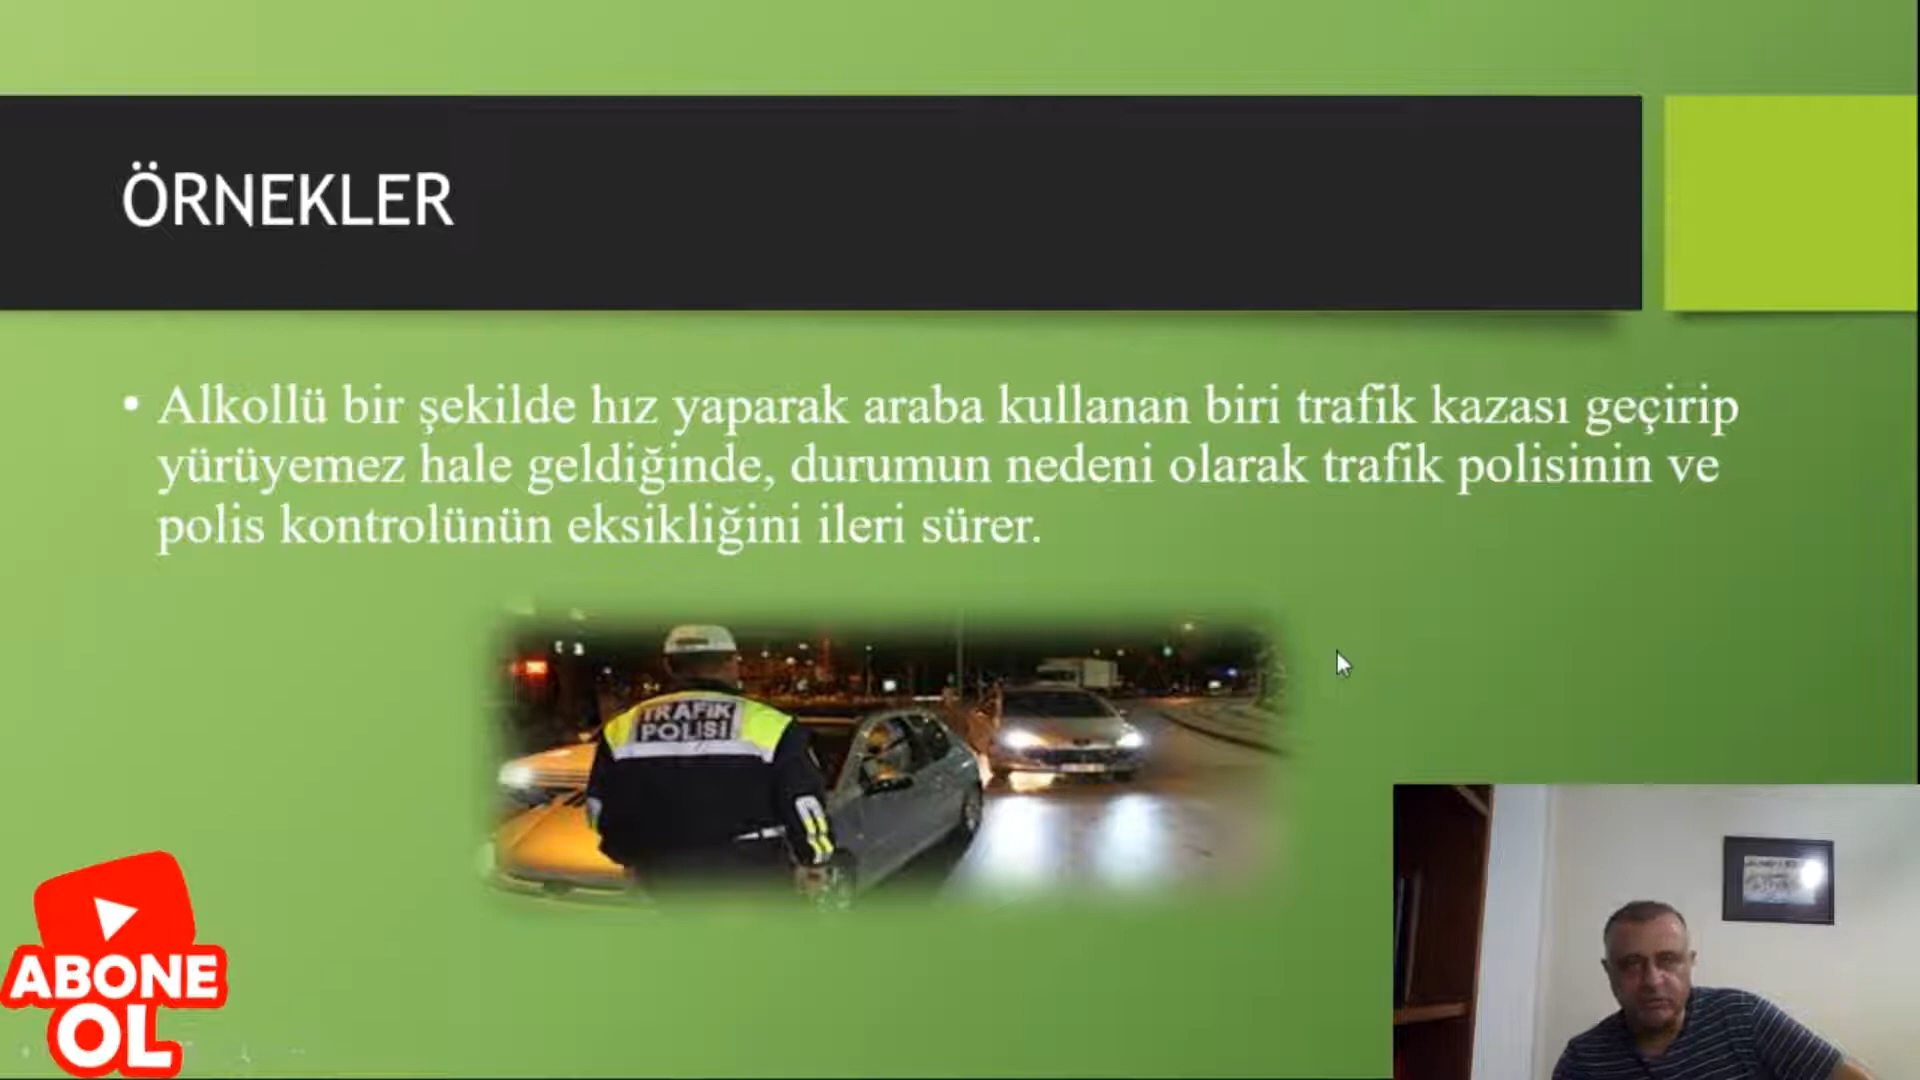 ÖRNEKLER
• Alkollü bir şekilde hız yaparak araba kullanan biri trafik kazası geçirip
yürüyemez hale geldiğinde, durumun nedeni olarak trafik polisinin ve
polis kontrolünün eksikliğini ileri sürer.
TRAFİK
POLİSİ
ABONE
OL